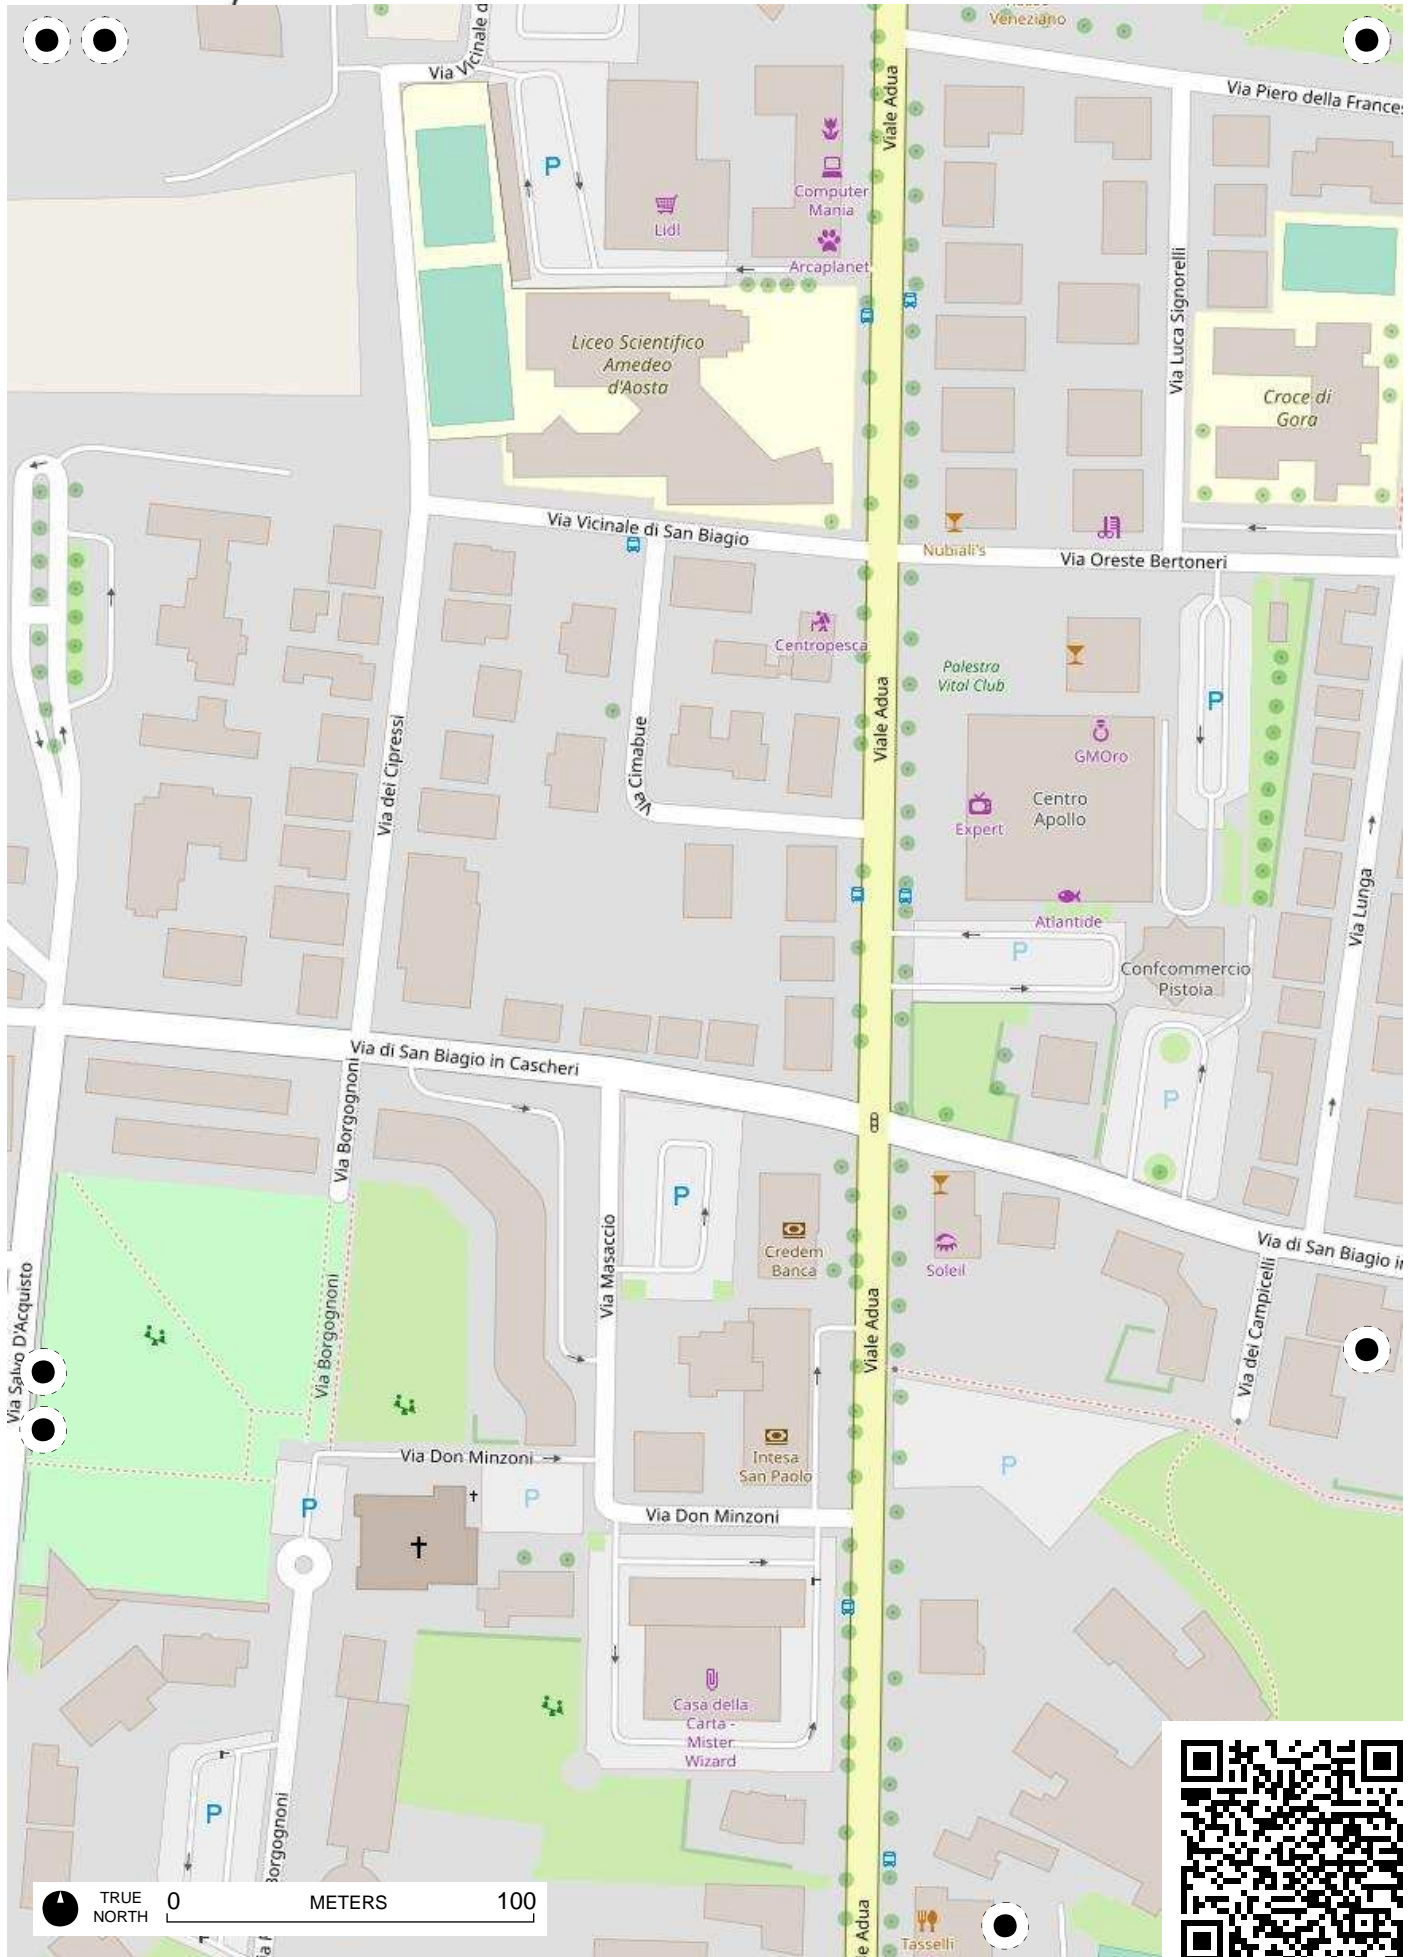 Veneziano
Via Vicinale d
Via Piero della Frances
Viale Adua
P
Computer
Mania
Lidl
Arcaplanet
Via Luca Signorelli
Liceo Scientifico
Amedeo
d'Aosta
Croce di
Gora
Via Vicinale di San Biagio
Nubiali's
Via Oreste Bertoneri
Centropesca
Palestra
Vital Club
Viale Adua
P
Via dei Cipressi
Via Cimabue
GMOro
Centro
Apollo
Expert
Via Lunga
Atlantide
P
Confcommercio
Pistoia
Via di San Biagio in Cascheri
Via Borgognoni
P
P
Via Masaccio
Credem
Banca
Soleil
Via di San Biagio in
Via Salvo D'Acquisto
Via Borgognoni
Viale Adua
Via dei Campicelli
Via Don Minzoni
Intesa
San Paolo
P
P
P
Via Don Minzoni
Casa della
Carta -
Mister
Wizard
P
Borgognoni
TRUE
NORTH
0 METERS 100
le Adua
Tasselli